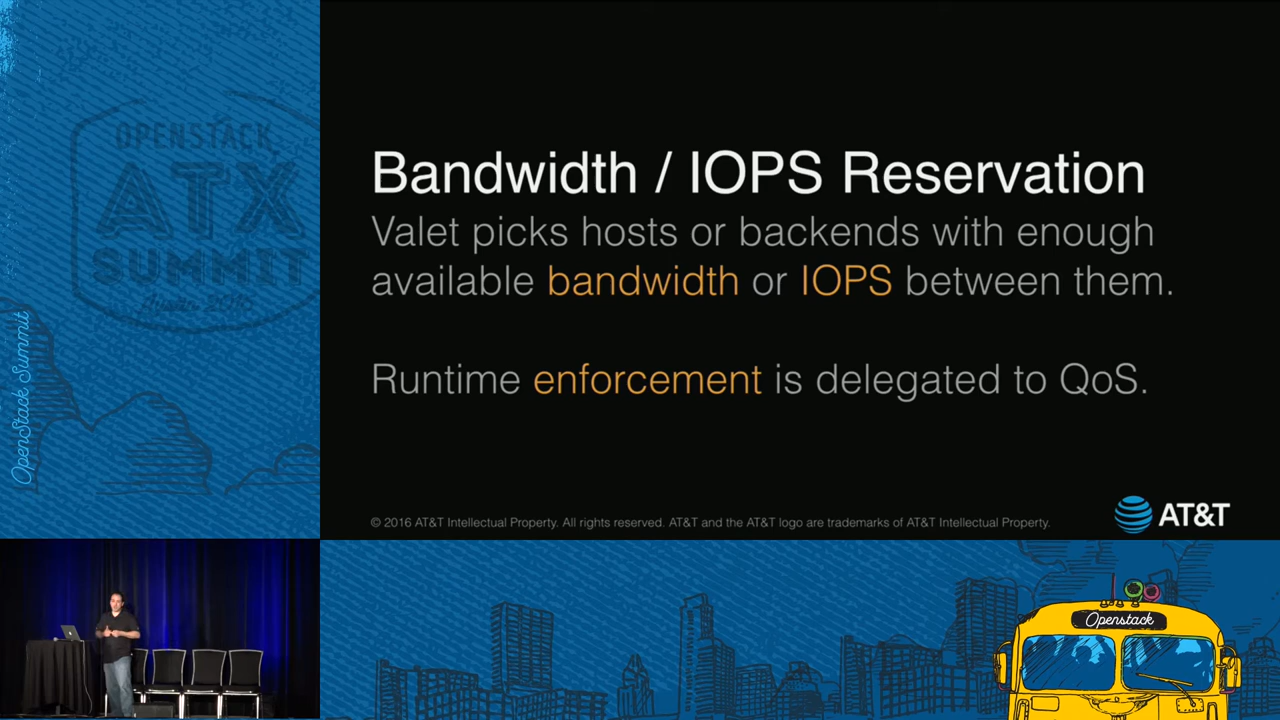 OPENSTACK
ATX
SUMMIT
Austin 2016
OpenStack Summit
Bandwidth / IOPS Reservation
Valet picks hosts or backends with enough
available bandwidth or IOPS between them.
Runtime enforcement is delegated to QoS.
© 2016 AT&T Intellectual Property. All rights reserved. AT&T and the AT&T logo are trademarks of AT&T Intellectual Property.
AT&T
Openstack